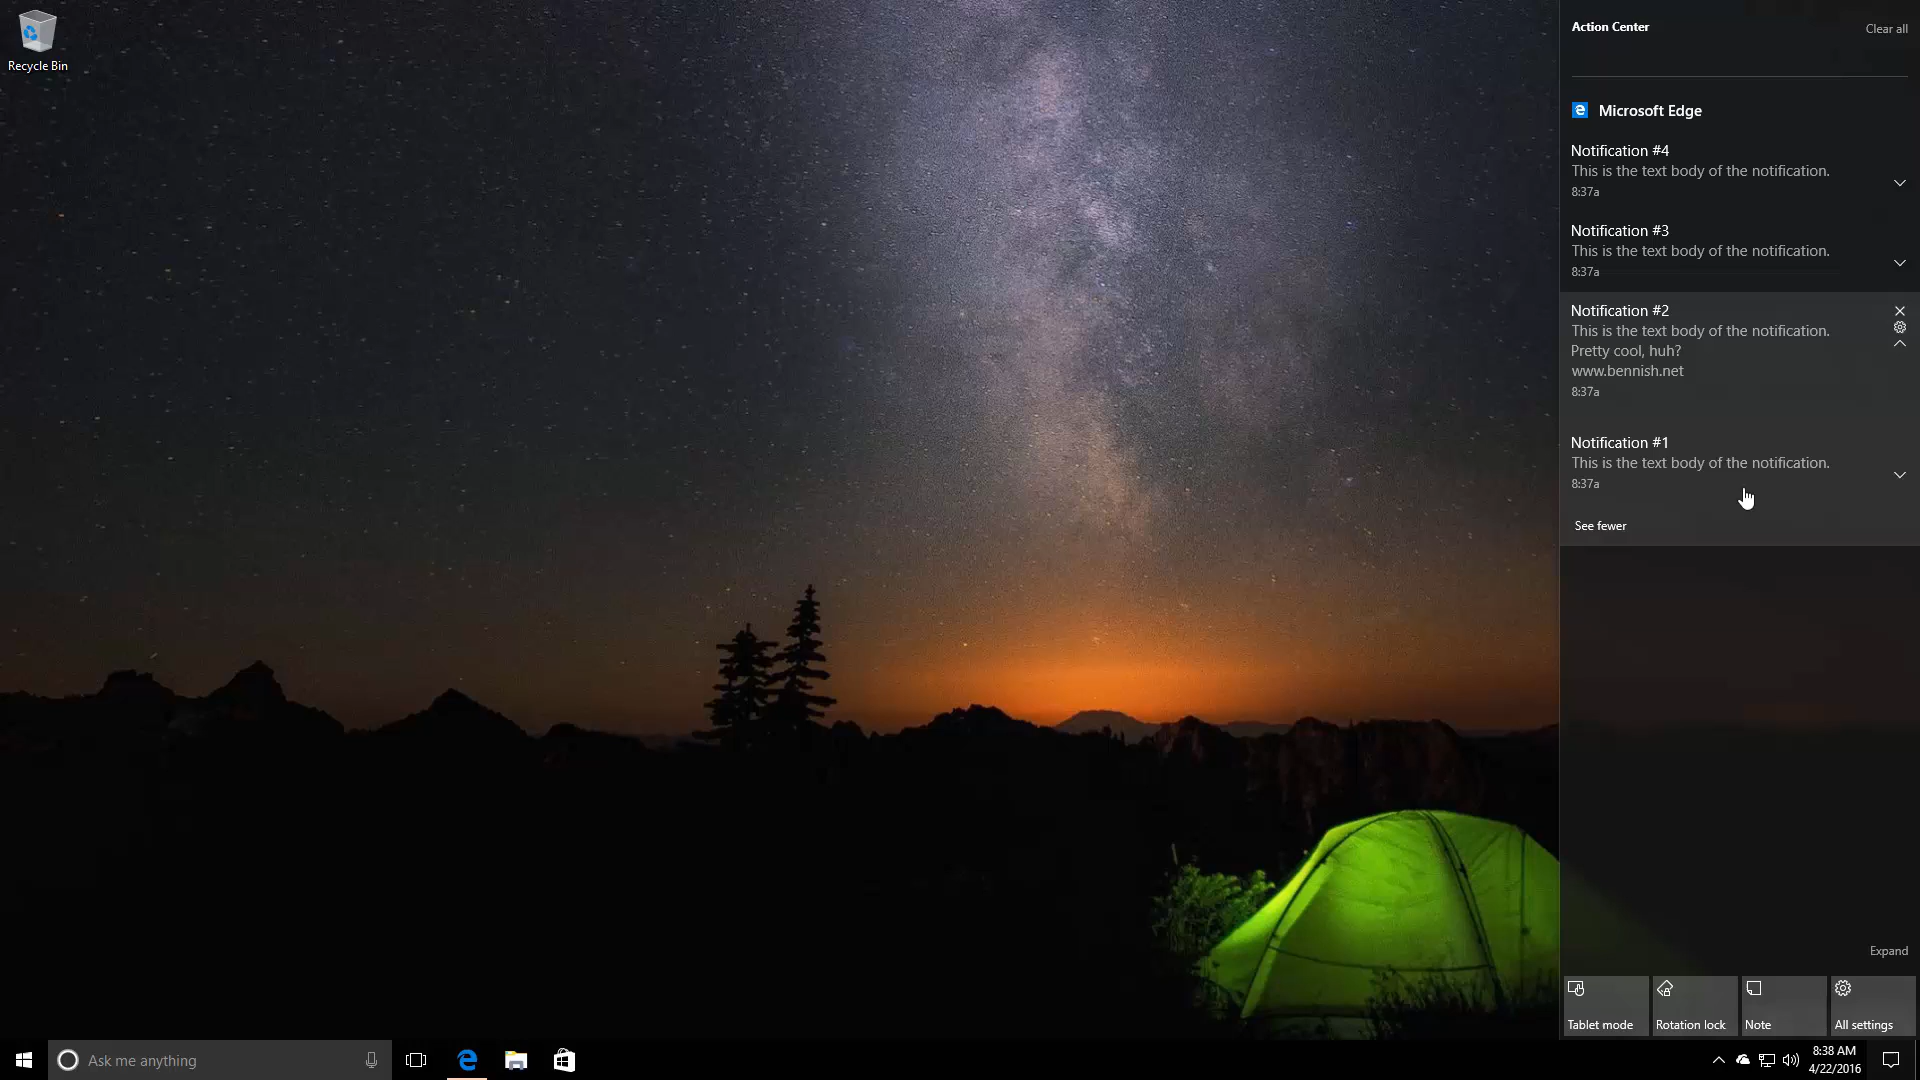 Recycle Bin
Action Center
Clear all
Microsoft Edge
Notification #4
This is the text body of the notification.
8:37a
Notification #3
This is the text body of the notification.
8:37a
Notification #2
This is the text body of the notification.
Pretty cool, huh?
www.bennish.net
8:37a
Notification #1
This is the text body of the notification.
8:37a
See fewer
Expand
Tablet mode
Rotation lock
Note
All settings
Ask me anything
8:38 AM
4/22/2016